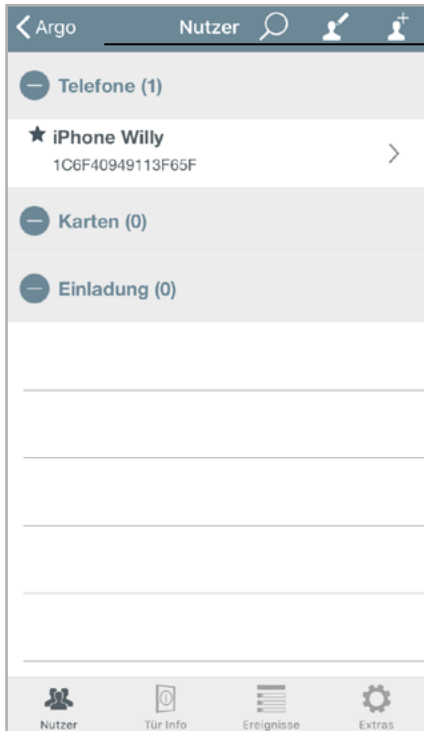 Argo Nutzer
Telefone (1)
iPhone Willy
1C6F40949113F65F
Karten (0)
Einladung (0)
Nutzer Tür Info Ereignisse Extras